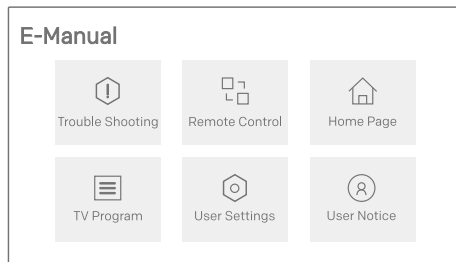 E-Manual
Trouble Shooting
Remote Control
Home Page
TV Program
User Settings
User Notice